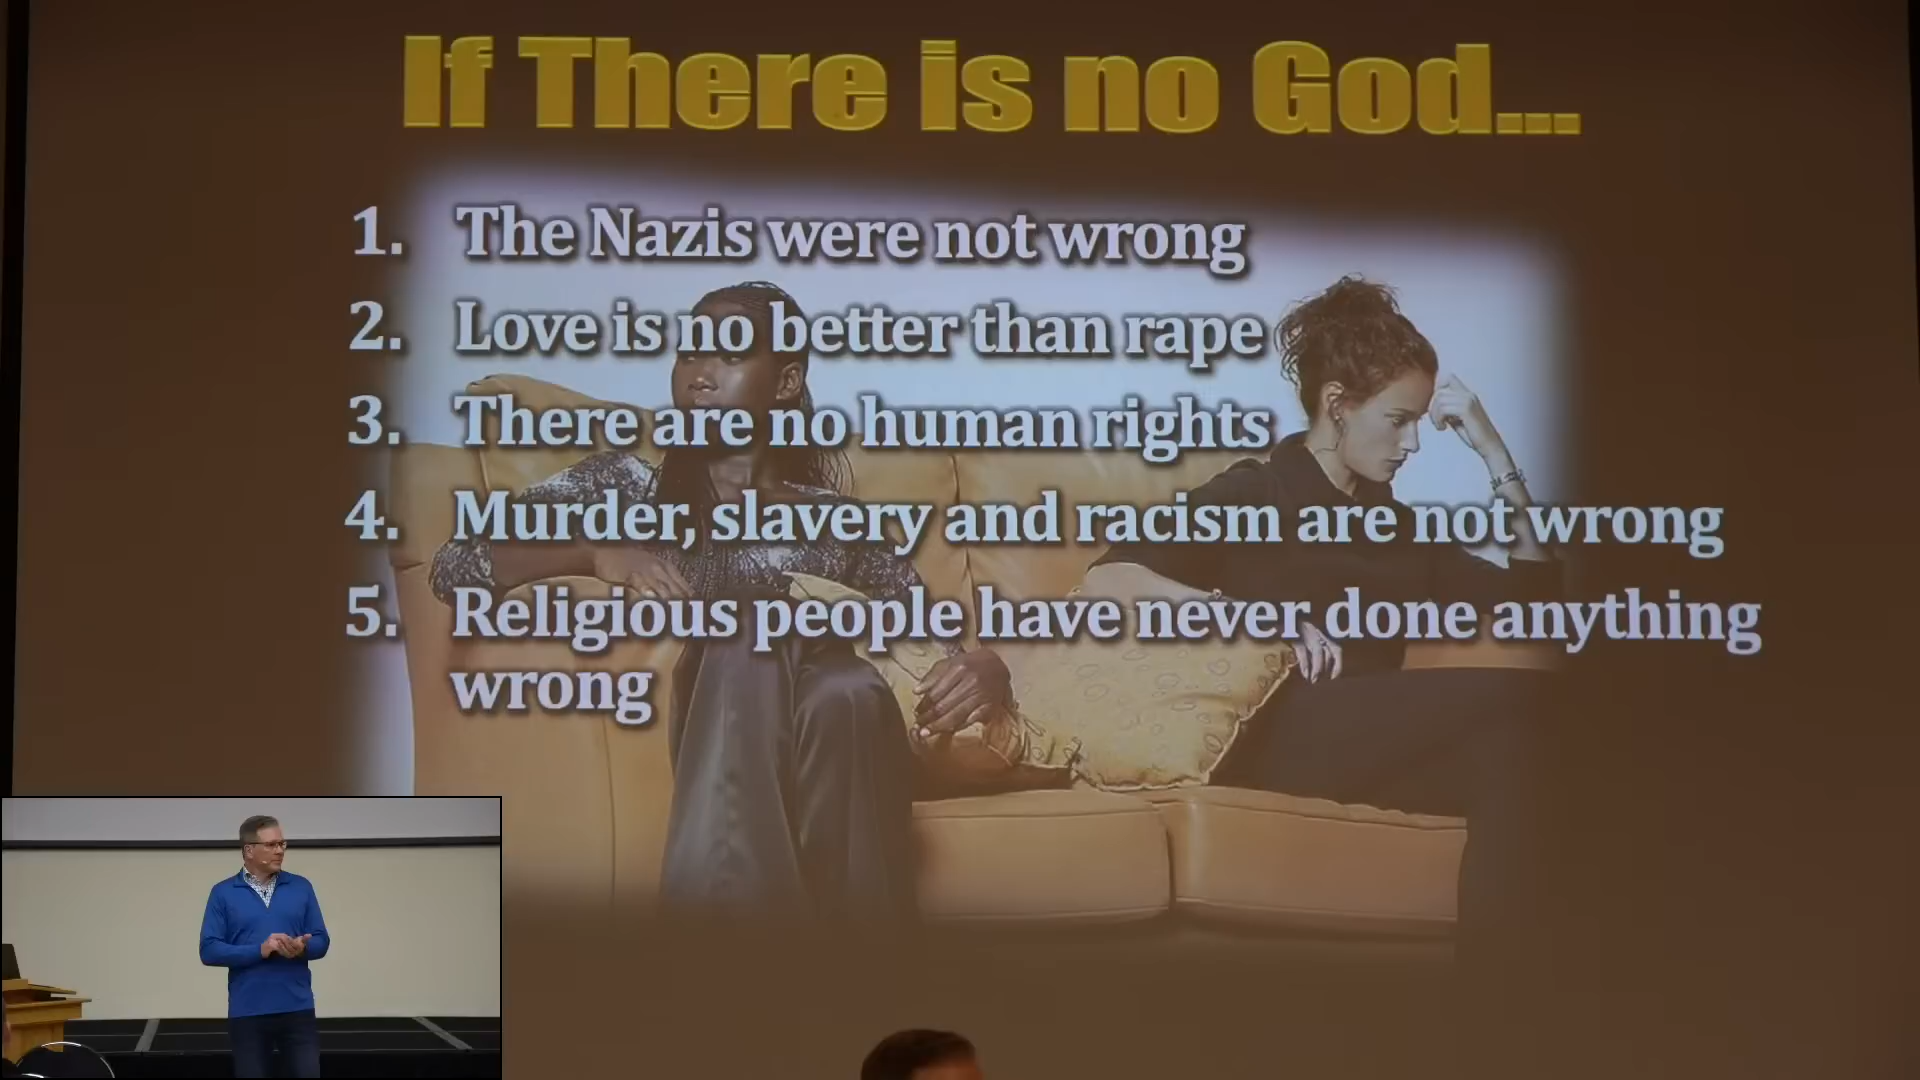 If There is no God...
1. The Nazis were not wrong
2. Love is no better than rape
3. There are no human rights
4. Murder, slavery and racism are not wrong
5. Religious people have never done anything
wrong